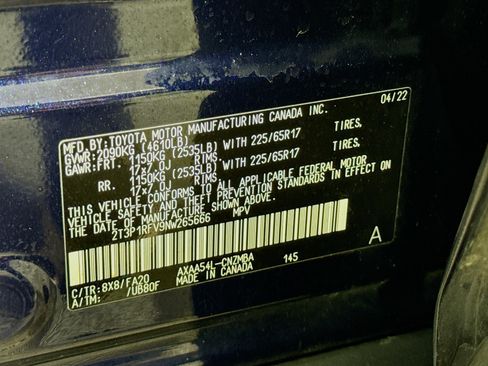 MFD. BY: TOYOTA MOTOR MANUFACTURING CANADA INC. 04/22
GVWR: 2090KG (4610LB)
GAWR: FRT. 1150KG (2535LB) WITH 225/65R17 TIRES,
17x7.0J RIMS,
RR. 1150KG (2535LB) WITH 225/65R17 TIRES,
17x7.0J RIMS,
THIS VEHICLE CONFORMS TO ALL APPLICABLE FEDERAL MOTOR
VEHICLE SAFETY AND THEFT PREVENTION STANDARDS IN EFFECT ON
THE DATE OF MANUFACTURE SHOWN ABOVE.
2T3P1RFV9NW265666 MPV
A
C/TR: 8X8/FA20 AXAA54L-CNZMBA 145
A/TM: /UB80F MADE IN CANADA